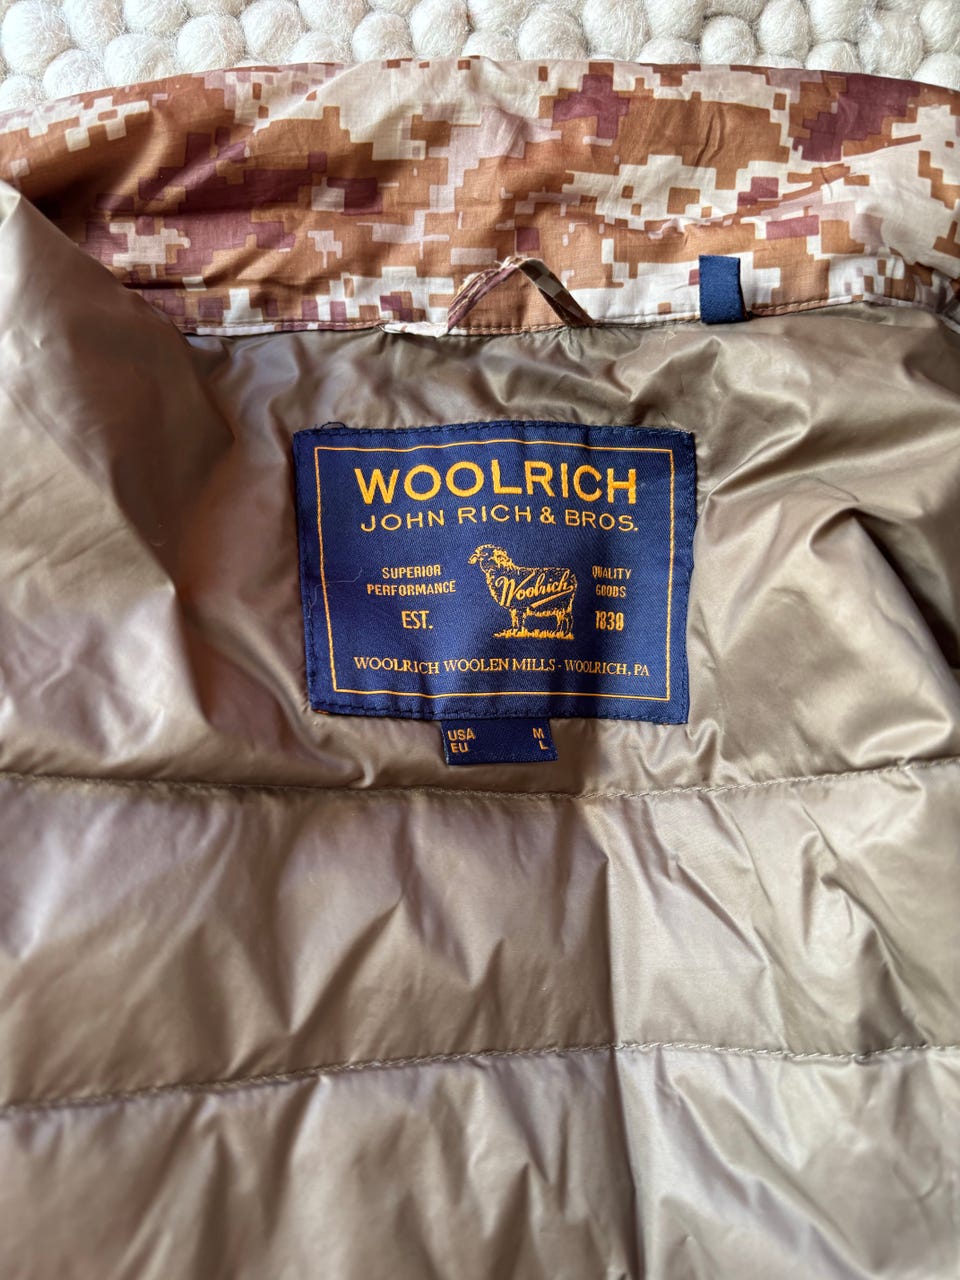 WOOLRICH
JOHN RICH & BROS.
SUPERIOR
PERFORMANCE
EST.
Woolrich
QUALITY
GOODS
1830
WOOLRICH WOOLEN MILLS - WOOLRICH, PA
USA M
EU L